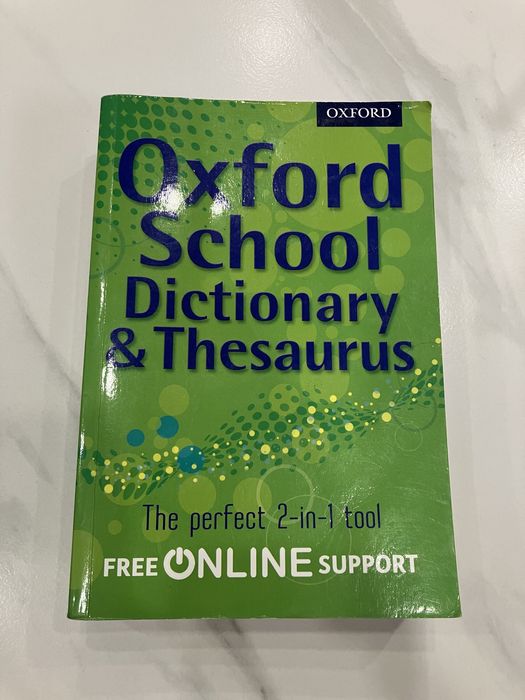 OXFORD
Oxford
School
Dictionary
& Thesaurus
The perfect 2-in-1 tool
FREE ONLINE SUPPORT